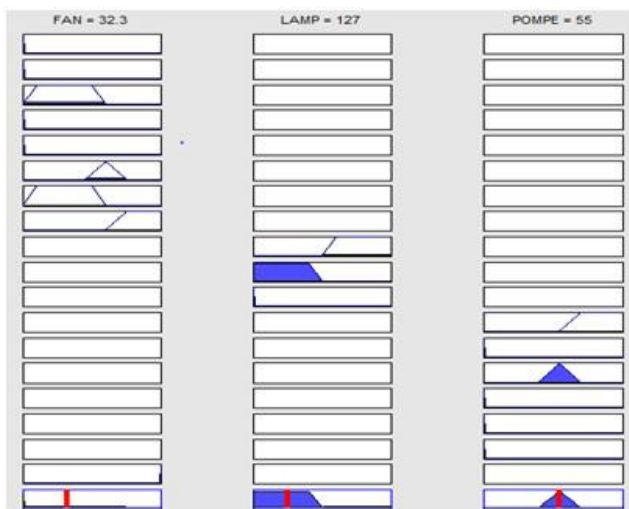 FAN = 32.3 LAMP = 127 POMPE = 55